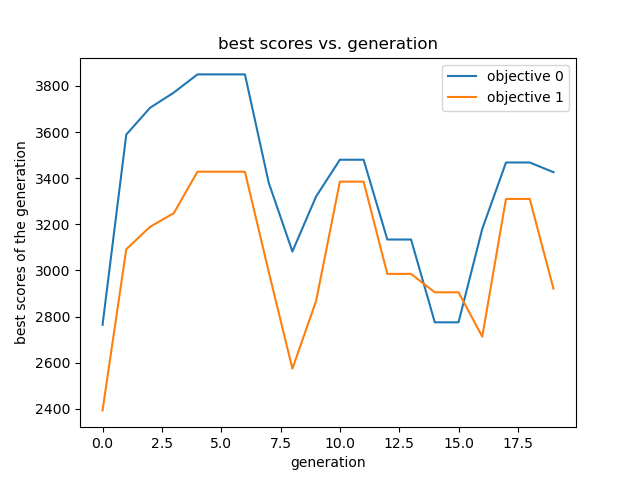 best scores vs. generation
objective 0
objective 1
best scores of the generation
3800
3600
3400
3200
3000
2800
2600
2400
0.0 2.5 5.0 7.5 10.0 12.5 15.0 17.5
generation